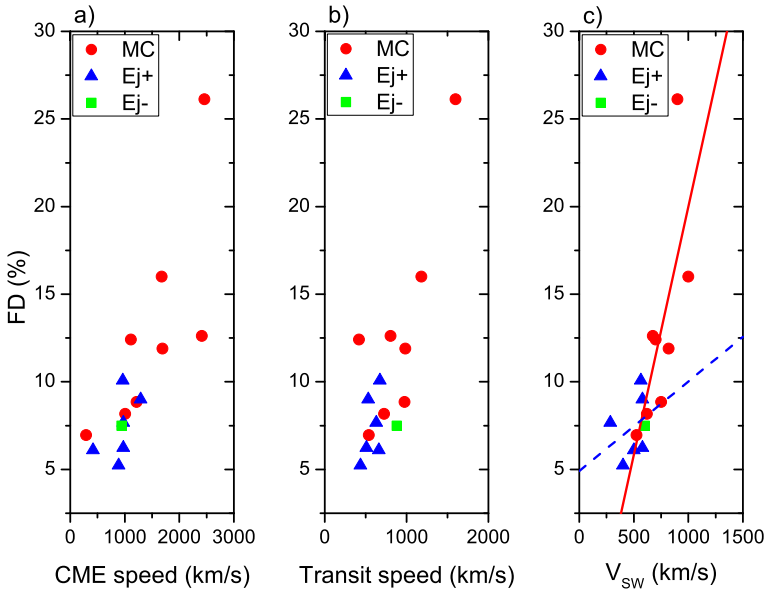 a)
b)
c)
FD (%)
30
25
20
15
10
5
MC
Ej+
Ej-
0 1000 2000 3000
CME speed (km/s)
30
25
20
15
10
5
MC
Ej+
Ej-
0 1000 2000
Transit speed (km/s)
30
25
20
15
10
5
MC
Ej+
Ej-
0 500 1000 1500
V_SW (km/s)